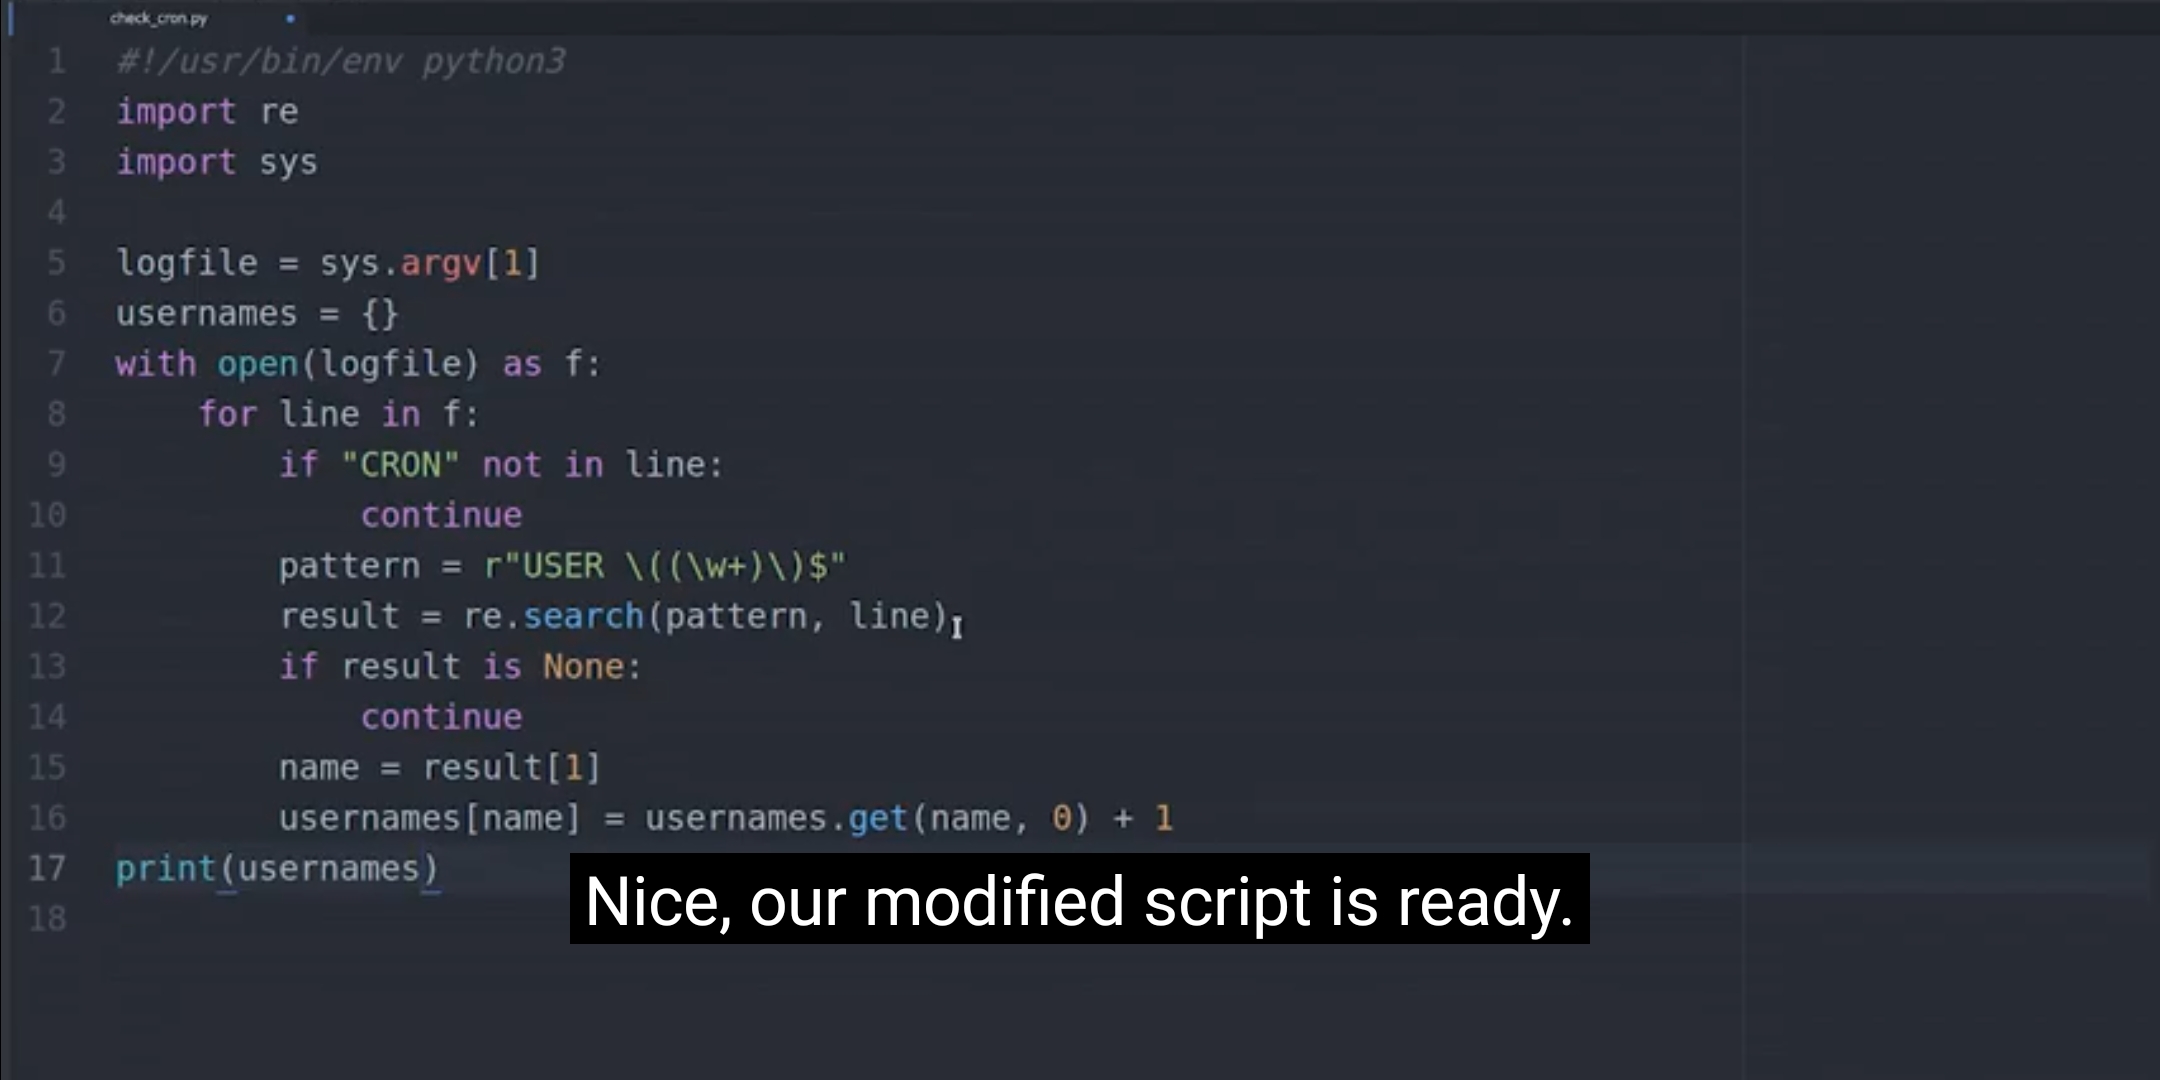 check_cron.py
1 #!/usr/bin/env python3
2 import re
3 import sys
4
5 logfile = sys.argv[1]
6 usernames = {}
7 with open(logfile) as f:
8     for line in f:
9         if "CRON" not in line:
10             continue
11         pattern = r"USER \((\w+)\)$"
12         result = re.search(pattern, line)
13         if result is None:
14             continue
15         name = result[1]
16         usernames[name] = usernames.get(name, 0) + 1
17 print(usernames)
Nice, our modified script is ready.
18